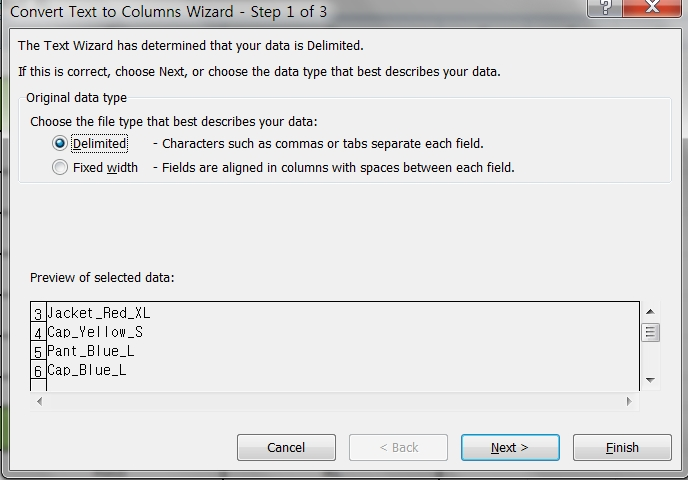 Convert Text to Columns Wizard - Step 1 of 3
?
The Text Wizard has determined that your data is Delimited.
If this is correct, choose Next, or choose the data type that best describes your data.
Original data type
Choose the file type that best describes your data:
Delimited - Characters such as commas or tabs separate each field.
Fixed width - Fields are aligned in columns with spaces between each field.
Preview of selected data:
3 Jacket_Red_XL
4 Cap_Yellow_S
5 Pant_Blue_L
6 Cap_Blue_L
Cancel < Back Next > Finish